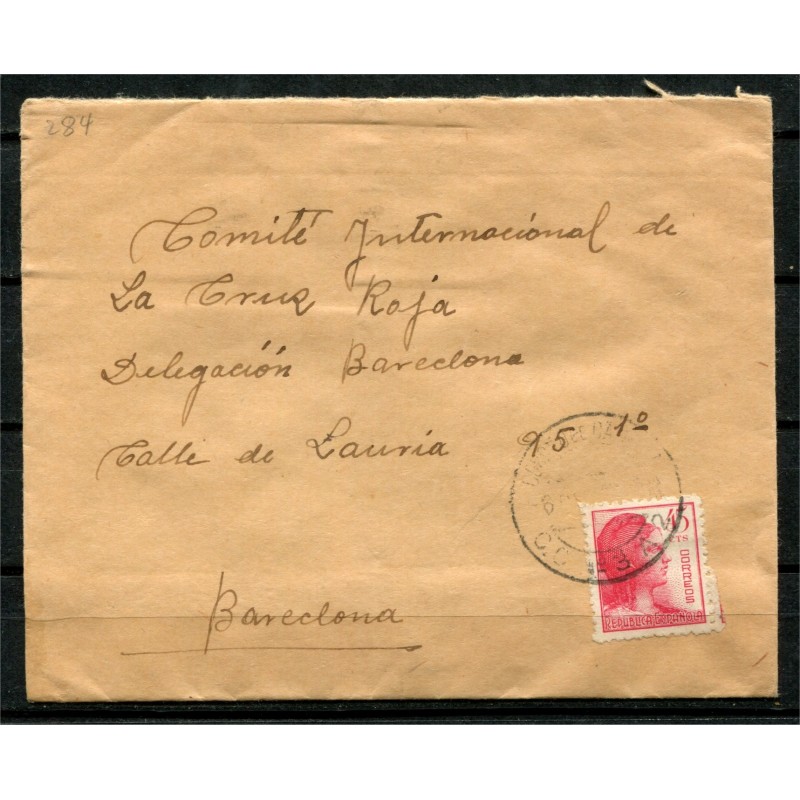 284
Comité Internacional de
La Cruz Roja
Delegación Barcelona
Calle de Lauria 95 1º
45
CTS
CORREOS
REPUBLICA ESPAÑOLA
Barcelona